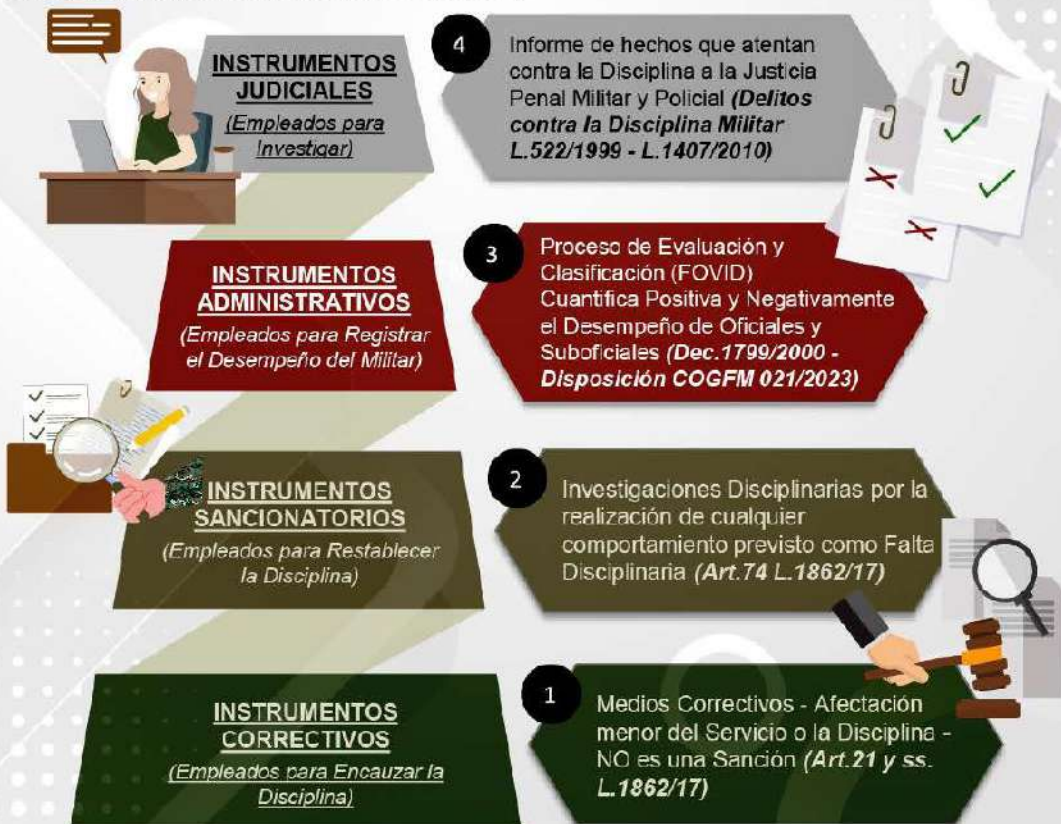 INSTRUMENTOS
JUDICIALES
(Empleados para
Investigar)
4
Informe de hechos que atentan
contra la Disciplina a la Justicia
Penal Militar y Policial (Delitos
contra la Disciplina Militar
L.522/1999 - L.1407/2010)
INSTRUMENTOS
ADMINISTRATIVOS
(Empleados para Registrar
el Desempeño del Militar)
3
Proceso de Evaluación y
Clasificación (FOVID)
Cuantifica Positiva y Negativamente
el Desempeño de Oficiales y
Suboficiales (Dec.1799/2000 -
Disposición COGFM 021/2023)
INSTRUMENTOS
SANCIONATORIOS
(Empleados para Restablecer
la Disciplina)
2
Investigaciones Disciplinarias por la
realización de cualquier
comportamiento previsto como Falta
Disciplinaria (Art.74 L.1862/17)
INSTRUMENTOS
CORRECTIVOS
(Empleados para Encauzar la
Disciplina)
1
Medios Correctivos - Afectación
menor del Servicio o la Disciplina -
NO es una Sanción (Art.21 y ss.
L.1862/17)